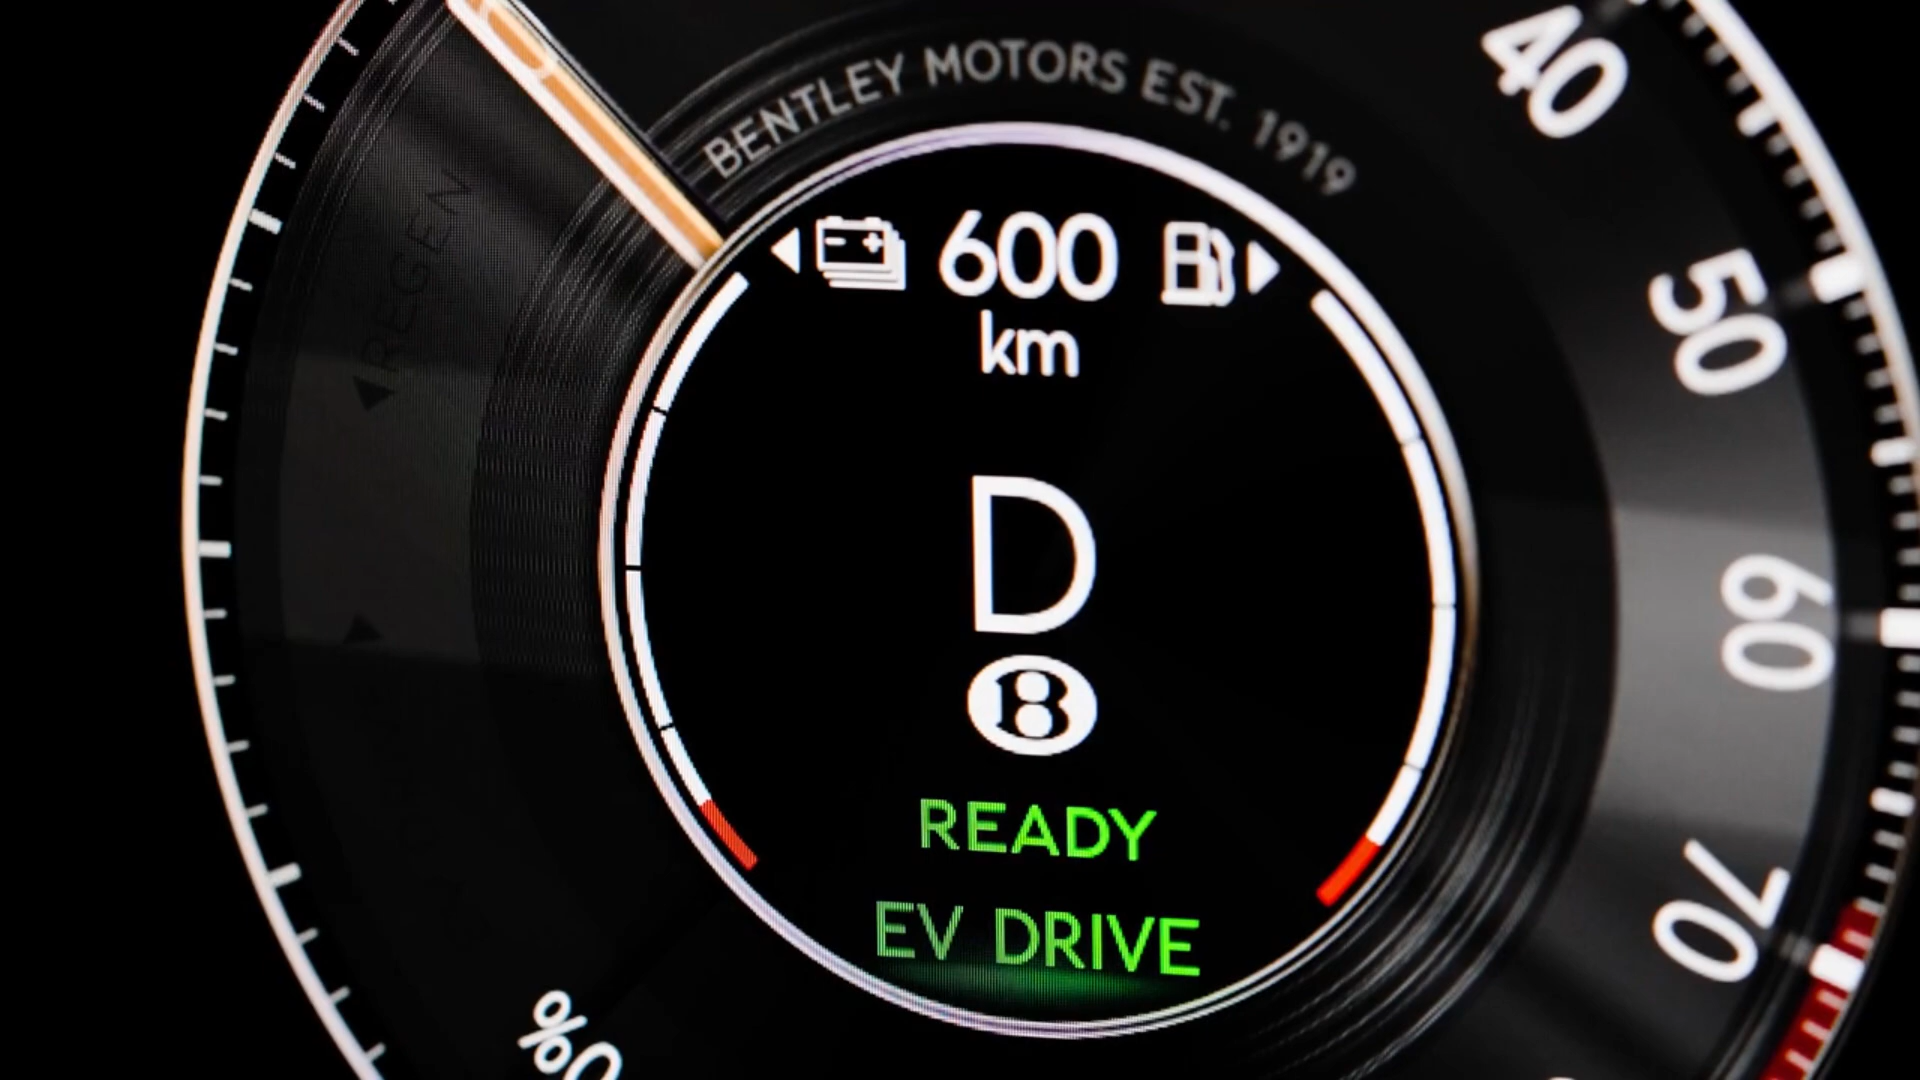 BENTLEY MOTORS EST. 1919
600
km
D
B
READY
EV DRIVE
REGEN
40
50
60
70